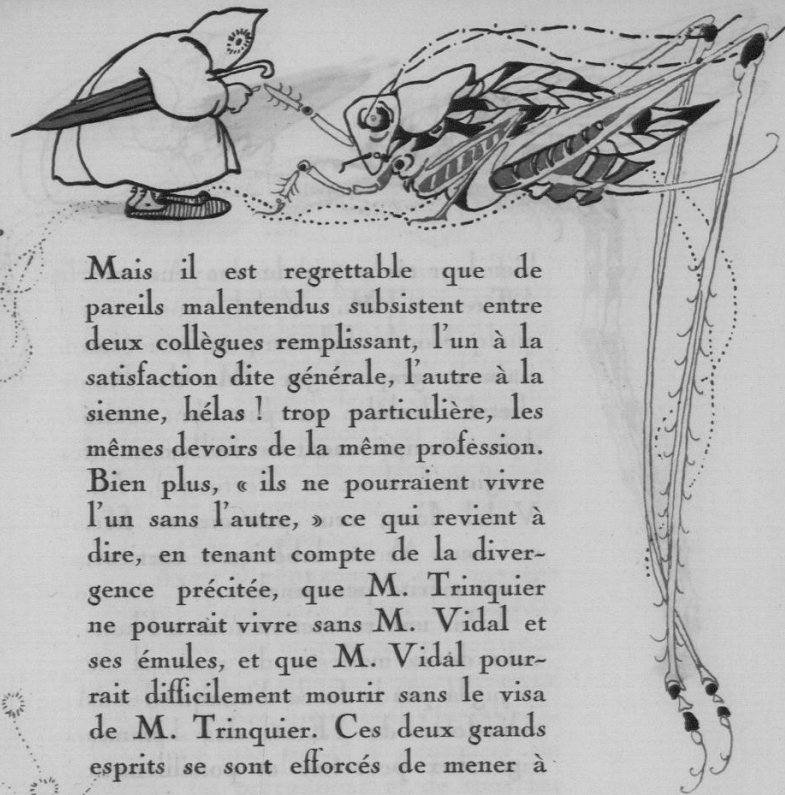 Mais il est regrettable que de
pareils malentendus subsistent entre
deux collègues remplissant, l'un à la
satisfaction dite générale, l'autre à la
sienne, hélas ! trop particulière, les
mêmes devoirs de la même profession.
Bien plus, « ils ne pourraient vivre
l'un sans l'autre, » ce qui revient à
dire, en tenant compte de la diver-
gence précitée, que M. Trinquier
ne pourrait vivre sans M. Vidal et
ses émules, et que M. Vidal pour-
rait difficilement mourir sans le visa
de M. Trinquier. Ces deux grands
esprits se sont efforcés de mener à